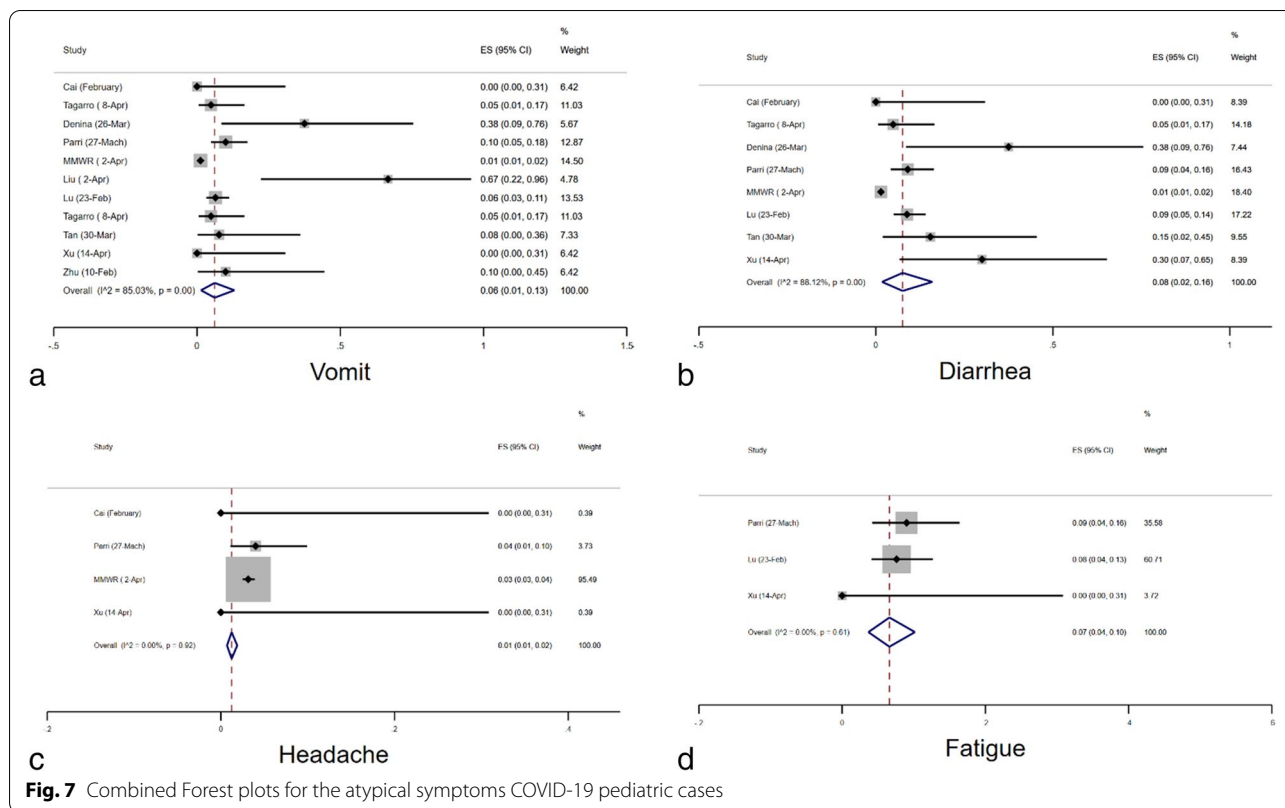 %
Study ES (95% CI) Weight
Cai (February) 0.00 (0.00, 0.31) 6.42
Tagarro ( 8-Apr) 0.05 (0.01, 0.17) 11.03
Denina (26-Mar) 0.38 (0.09, 0.76) 5.67
Parri (27-Mach) 0.10 (0.05, 0.18) 12.87
MMWR ( 2-Apr) 0.01 (0.01, 0.02) 14.50
Liu ( 2-Apr) 0.67 (0.22, 0.96) 4.78
Lu (23-Feb) 0.06 (0.03, 0.11) 13.53
Tagarro ( 8-Apr) 0.05 (0.01, 0.17) 11.03
Tan (30-Mar) 0.08 (0.00, 0.36) 7.33
Xu (14-Apr) 0.00 (0.00, 0.31) 6.42
Zhu (10-Feb) 0.10 (0.00, 0.45) 6.42
Overall (I^2 = 85.03%, p = 0.00) 0.06 (0.01, 0.13) 100.00
-.5 0 .5 1 1.5
a Vomit
%
Study ES (95% CI) Weight
Cai (February) 0.00 (0.00, 0.31) 8.39
Tagarro ( 8-Apr) 0.05 (0.01, 0.17) 14.18
Denina (26-Mar) 0.38 (0.09, 0.76) 7.44
Parri (27-Mach) 0.09 (0.04, 0.16) 16.43
MMWR ( 2-Apr) 0.01 (0.01, 0.02) 18.40
Lu (23-Feb) 0.09 (0.05, 0.14) 17.22
Tan (30-Mar) 0.15 (0.02, 0.45) 9.55
Xu (14-Apr) 0.30 (0.07, 0.65) 8.39
Overall (I^2 = 88.12%, p = 0.00) 0.08 (0.02, 0.16) 100.00
-.5 0 .5 1
b Diarrhea
%
Study ES (95% CI) Weight
Cai (February) 0.00 (0.00, 0.31) 0.39
Parri (27-Mach) 0.04 (0.01, 0.10) 3.73
MMWR ( 2-Apr) 0.03 (0.03, 0.04) 95.49
Xu (14-Apr) 0.00 (0.00, 0.31) 0.39
Overall (I^2 = 0.00%, p = 0.92) 0.01 (0.01, 0.02) 100.00
-.2 0 .2 .4
c Headache
%
Study ES (95% CI) Weight
Parri (27-Mach) 0.09 (0.04, 0.16) 35.58
Lu (23-Feb) 0.08 (0.04, 0.13) 60.71
Xu (14-Apr) 0.00 (0.00, 0.31) 3.72
Overall (I^2 = 0.00%, p = 0.61) 0.07 (0.04, 0.10) 100.00
-.2 0 .2 .4 .6
d Fatigue
Fig. 7 Combined Forest plots for the atypical symptoms COVID-19 pediatric cases